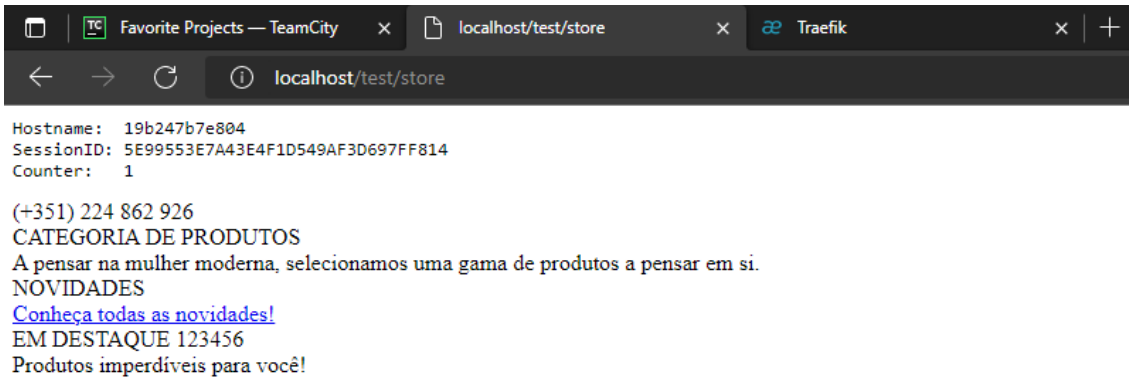 TC Favorite Projects — TeamCity
localhost/test/store
Traefik
localhost/test/store
Hostname: 19b247b7e804
SessionID: 5E99553E7A43E4F1D549AF3D697FF814
Counter: 1
(+351) 224 862 926
CATEGORIA DE PRODUTOS
A pensar na mulher moderna, selecionamos uma gama de produtos a pensar em si.
NOVIDADES
Conheça todas as novidades!
EM DESTAQUE 123456
Produtos imperdíveis para você!